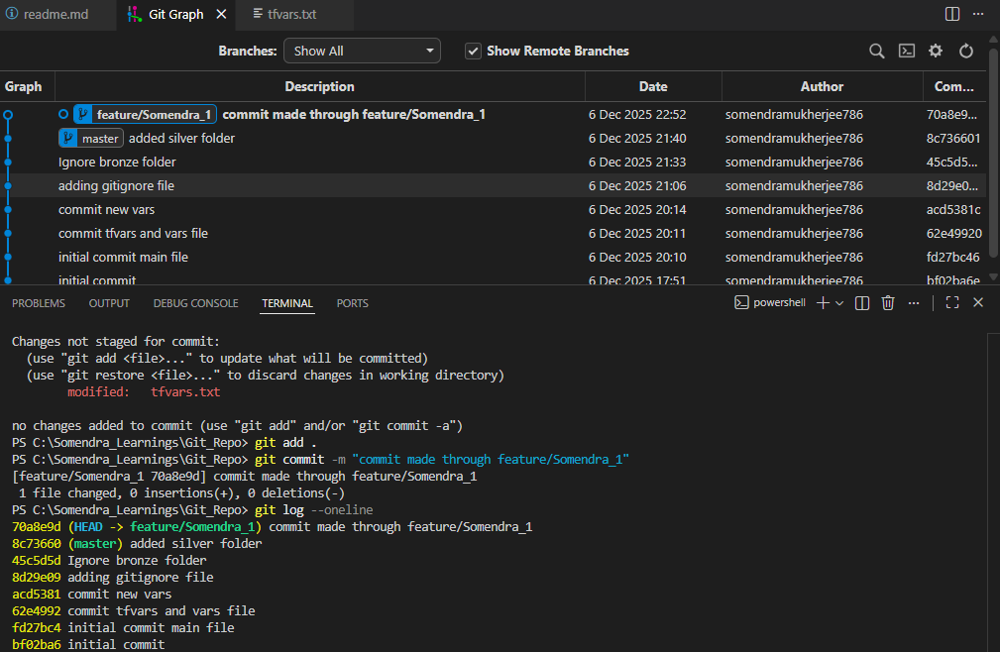 readme.md Git Graph tfvars.txt
Branches: Show All Show Remote Branches
Graph Description Date Author Com...
feature/Somendra_1 commit made through feature/Somendra_1 6 Dec 2025 22:52 somendramukherjee786 70a8e9...
master added silver folder 6 Dec 2025 21:40 somendramukherjee786 8c736601
Ignore bronze folder 6 Dec 2025 21:33 somendramukherjee786 45c5d5...
adding gitignore file 6 Dec 2025 21:06 somendramukherjee786 8d29e0...
commit new vars 6 Dec 2025 20:14 somendramukherjee786 acd5381c
commit tfvars and vars file 6 Dec 2025 20:11 somendramukherjee786 62e49920
initial commit main file 6 Dec 2025 20:10 somendramukherjee786 fd27bc46
initial commit 6 Dec 2025 17:51 somendramukherjee786 bf02ba6e
PROBLEMS OUTPUT DEBUG CONSOLE TERMINAL PORTS powershell
Changes not staged for commit:
(use "git add <file>..." to update what will be committed)
(use "git restore <file>..." to discard changes in working directory)
modified: tfvars.txt
no changes added to commit (use "git add" and/or "git commit -a")
PS C:\Somendra_Learnings\Git_Repo> git add .
PS C:\Somendra_Learnings\Git_Repo> git commit -m "commit made through feature/Somendra_1"
[feature/Somendra_1 70a8e9d] commit made through feature/Somendra_1
1 file changed, 0 insertions(+), 0 deletions(-)
PS C:\Somendra_Learnings\Git_Repo> git log --oneline
70a8e9d (HEAD -> feature/Somendra_1) commit made through feature/Somendra_1
8c73660 (master) added silver folder
45c5d5d Ignore bronze folder
8d29e09 adding gitignore file
acd5381 commit new vars
62e4992 commit tfvars and vars file
fd27bc4 initial commit main file
bf02ba6 initial commit